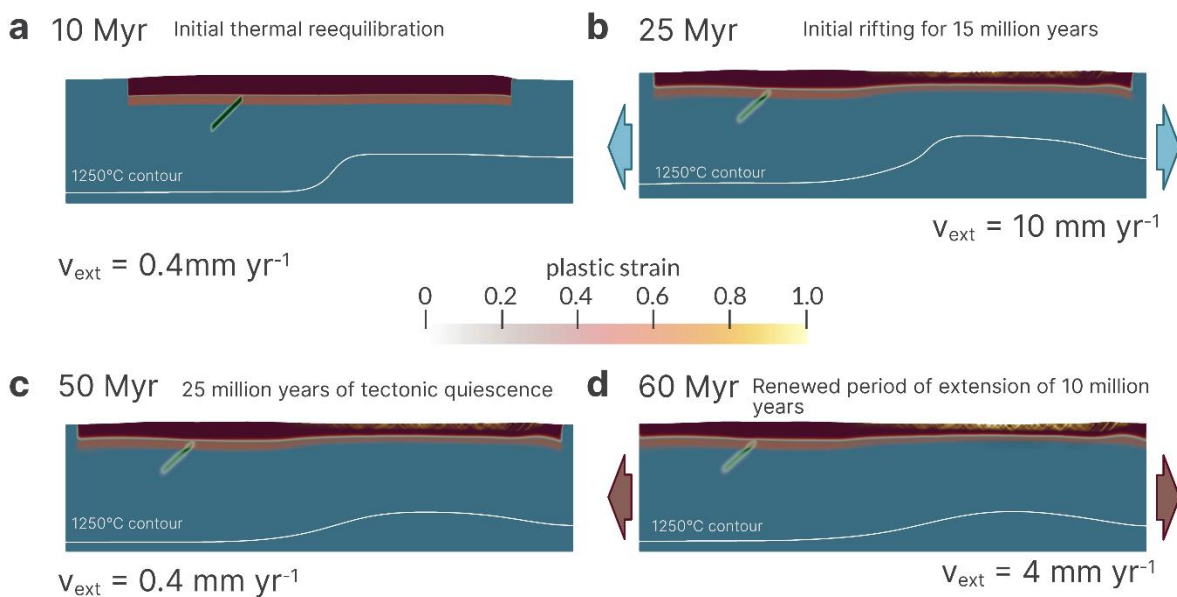 a 10 Myr Initial thermal reequilibration
1250°C contour
v_ext = 0.4mm yr⁻¹
b 25 Myr Initial rifting for 15 million years
1250°C contour
v_ext = 10 mm yr⁻¹
plastic strain
0 0.2 0.4 0.6 0.8 1.0
c 50 Myr 25 million years of tectonic quiescence
1250°C contour
v_ext = 0.4 mm yr⁻¹
d 60 Myr Renewed period of extension of 10 million
years
1250°C contour
v_ext = 4 mm yr⁻¹